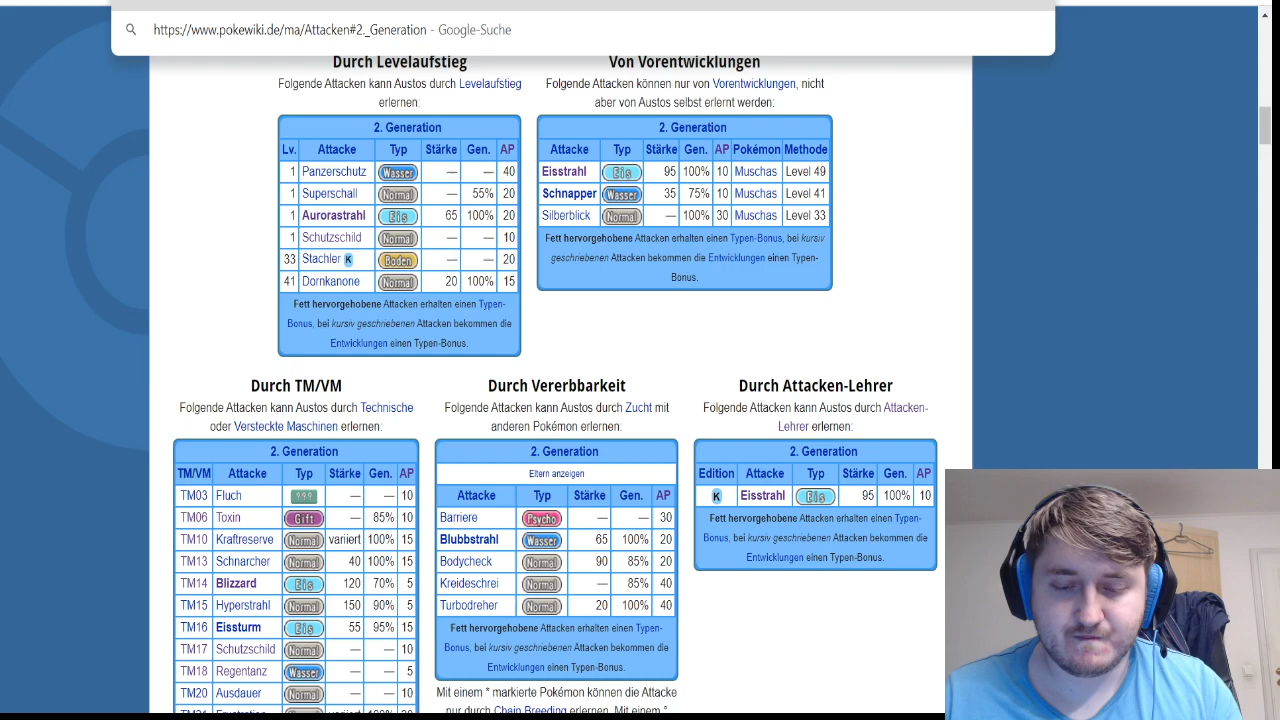 https://www.pokewiki.de/ma/Attacken#2._Generation - Google-Suche
Durch Levelaufstieg
Folgende Attacken kann Austos durch Levelaufstieg
erlernen:
2. Generation
Lv. Attacke Typ Stärke Gen. AP
1 Panzerschutz Wasser — — 40
1 Superschall Normal — 55% 20
1 Aurorastrahl Eis 65 100% 20
1 Schutzschild Normal — — 10
33 Stachler K Boden — — 20
41 Dornkanone Normal 20 100% 15
Fett hervorgehobene Attacken erhalten einen Typen-
Bonus, bei kursiv geschriebenen Attacken bekommen die
Entwicklungen einen Typen-Bonus.
Von Vorentwicklungen
Folgende Attacken können nur von Vorentwicklungen, nicht
aber von Austos selbst erlernt werden:
2. Generation
Attacke Typ Stärke Gen. AP Pokémon Methode
Eisstrahl Eis 95 100% 10 Muschas Level 49
Schnapper Wasser 35 75% 10 Muschas Level 41
Silberblick Normal — 100% 30 Muschas Level 33
Fett hervorgehobene Attacken erhalten einen Typen-Bonus, bei kursiv
geschriebenen Attacken bekommen die Entwicklungen einen Typen-
Bonus.
Durch TM/VM
Folgende Attacken kann Austos durch Technische
oder Versteckte Maschinen erlernen:
2. Generation
TM/VM Attacke Typ Stärke Gen. AP
TM03 Fluch ??? — — 10
TM06 Toxin Gift — 85% 10
TM10 Kraftreserve Normal variiert 100% 15
TM13 Schnarcher Normal 40 100% 15
TM14 Blizzard Eis 120 70% 5
TM15 Hyperstrahl Normal 150 90% 5
TM16 Eissturm Eis 55 95% 15
TM17 Schutzschild Normal — — 10
TM18 Regentanz Wasser — — 5
TM20 Ausdauer Normal — — 10
Durch Vererbbarkeit
Folgende Attacken kann Austos durch Zucht mit
anderen Pokémon erlernen:
2. Generation
Eltern anzeigen
Attacke Typ Stärke Gen. AP
Barriere Psycho — — 30
Blubbstrahl Wasser 65 100% 20
Bodycheck Normal 90 85% 20
Kreideschrei Normal — 85% 40
Turbodreher Normal 20 100% 40
Fett hervorgehobene Attacken erhalten einen Typen-
Bonus, bei kursiv geschriebenen Attacken bekommen die
Entwicklungen einen Typen-Bonus.
Mit einem * markierte Pokémon können die Attacke
nur durch Chain Breeding erlernen. Mit einem °
Durch Attacken-Lehrer
Folgende Attacken kann Austos durch Attacken-
Lehrer erlernen:
2. Generation
Edition Attacke Typ Stärke Gen. AP
K Eisstrahl Eis 95 100% 10
Fett hervorgehobene Attacken erhalten einen Typen-
Bonus, bei kursiv geschriebenen Attacken bekommen die
Entwicklungen einen Typen-Bonus.